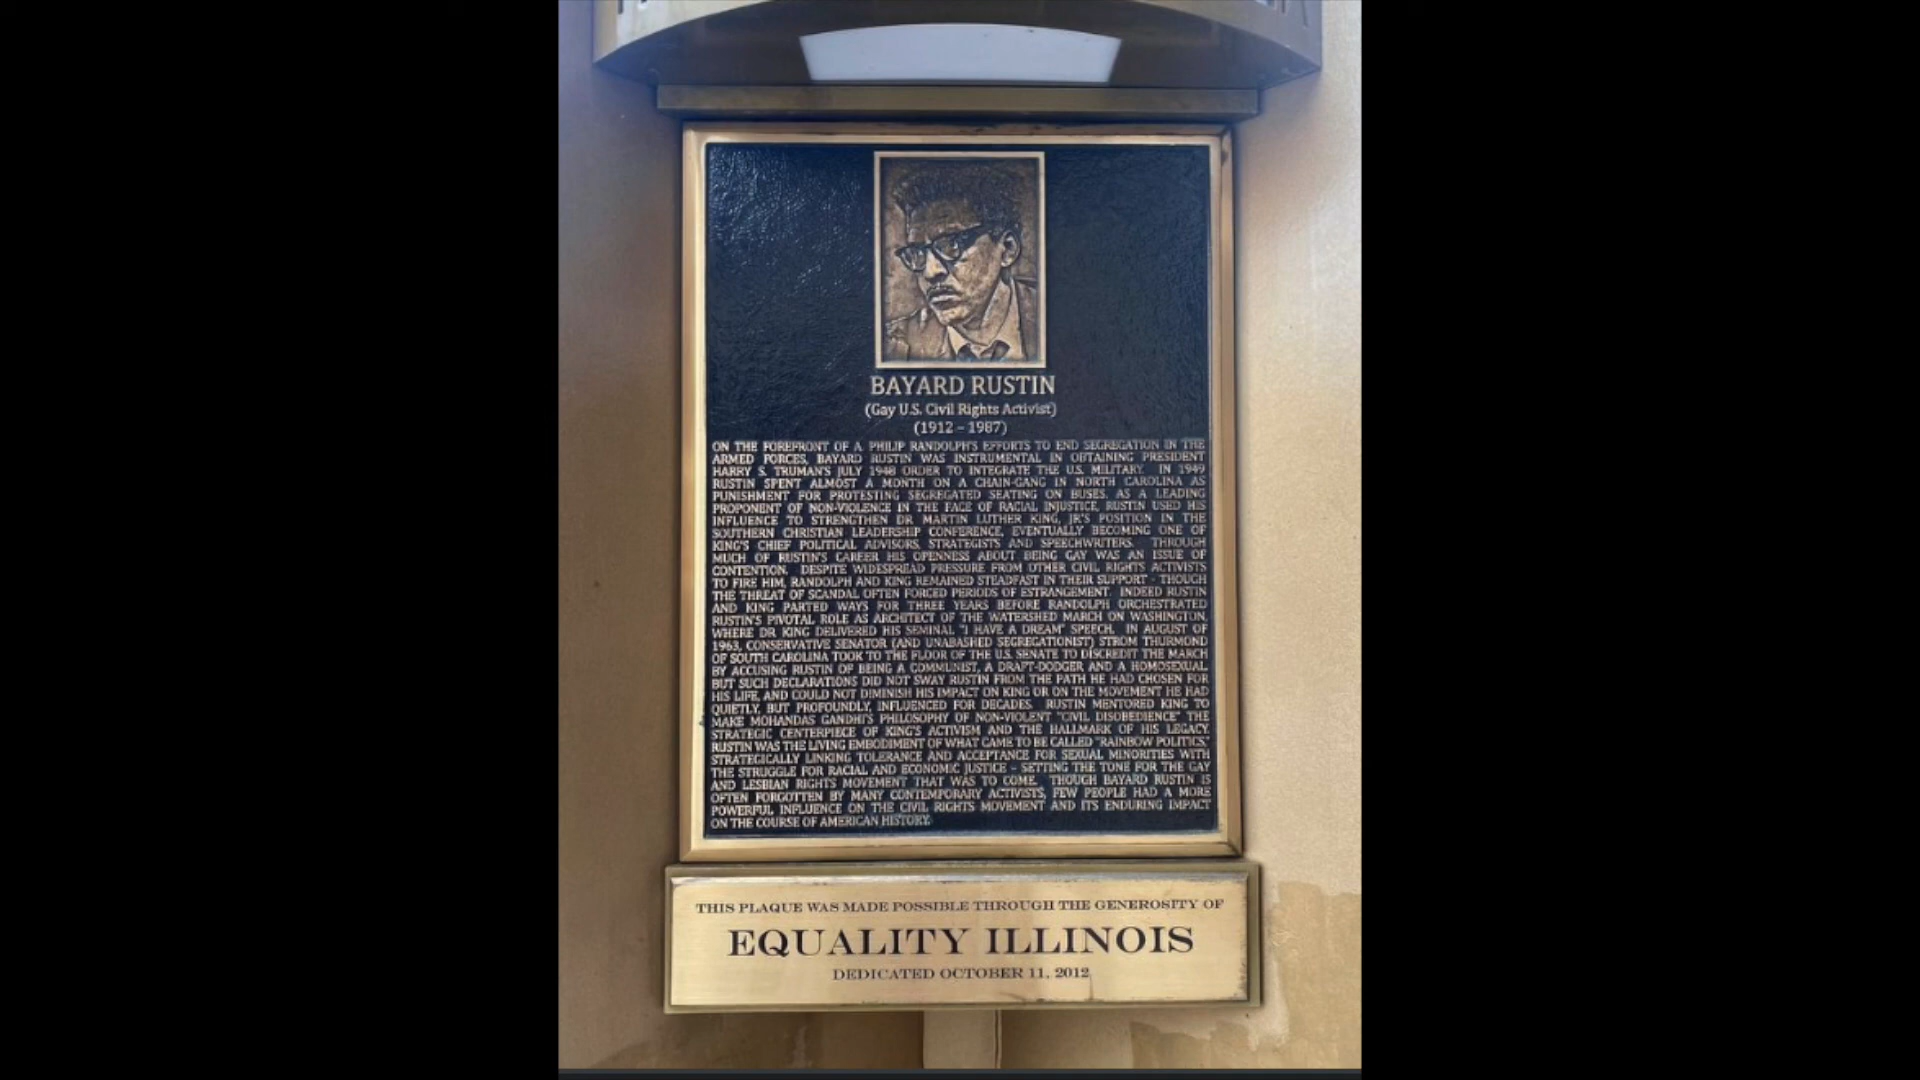 BAYARD RUSTIN
(Gay U.S. Civil Rights Activist)
(1912 - 1987)
ON THE FOREFRONT OF A. PHILIP RANDOLPH'S EFFORTS TO END SEGREGATION IN THE
ARMED FORCES, BAYARD RUSTIN WAS INSTRUMENTAL IN OBTAINING PRESIDENT
HARRY S. TRUMAN'S JULY 1948 ORDER TO INTEGRATE THE U.S. MILITARY. IN 1949
RUSTIN SPENT ALMOST A MONTH ON A CHAIN-GANG IN NORTH CAROLINA AS
PUNISHMENT FOR PROTESTING SEGREGATED SEATING ON BUSES. AS A LEADING
PROPONENT OF NON-VIOLENCE IN THE FACE OF RACIAL INJUSTICE, RUSTIN USED HIS
INFLUENCE TO STRENGTHEN DR. MARTIN LUTHER KING, JR.'S POSITION IN THE
SOUTHERN CHRISTIAN LEADERSHIP CONFERENCE, EVENTUALLY BECOMING ONE OF
KING'S CHIEF POLITICAL ADVISORS, STRATEGISTS AND SPEECHWRITERS. THROUGH
MUCH OF RUSTIN'S CAREER HIS OPENNESS ABOUT BEING GAY WAS AN ISSUE OF
CONTENTION. DESPITE WIDESPREAD PRESSURE FROM OTHER CIVIL RIGHTS ACTIVISTS
TO FIRE HIM, RANDOLPH AND KING REMAINED STEADFAST IN THEIR SUPPORT - THOUGH
THE THREAT OF SCANDAL OFTEN FORCED PERIODS OF ESTRANGEMENT. INDEED RUSTIN
AND KING PARTED WAYS FOR THREE YEARS BEFORE RANDOLPH ORCHESTRATED
RUSTIN'S PIVOTAL ROLE AS ARCHITECT OF THE WATERSHED MARCH ON WASHINGTON,
WHERE DR. KING DELIVERED HIS SEMINAL "I HAVE A DREAM" SPEECH. IN AUGUST OF
1963, CONSERVATIVE SENATOR (AND UNABASHED SEGREGATIONIST) STROM THURMOND
OF SOUTH CAROLINA TOOK TO THE FLOOR OF THE U.S. SENATE TO DISCREDIT THE MARCH
BY ACCUSING RUSTIN OF BEING A COMMUNIST, A DRAFT-DODGER AND A HOMOSEXUAL.
BUT SUCH DECLARATIONS DID NOT SWAY RUSTIN FROM THE PATH HE HAD CHOSEN FOR
HIS LIFE, AND COULD NOT DIMINISH HIS IMPACT ON KING OR ON THE MOVEMENT HE HAD
QUIETLY, BUT PROFOUNDLY, INFLUENCED FOR DECADES. RUSTIN MENTORED KING TO
MAKE MOHANDAS GANDHI'S PHILOSOPHY OF NON-VIOLENT "CIVIL DISOBEDIENCE" THE
STRATEGIC CENTERPIECE OF KING'S ACTIVISM AND THE HALLMARK OF HIS LEGACY.
RUSTIN WAS THE LIVING EMBODIMENT OF WHAT CAME TO BE CALLED "RAINBOW POLITICS,"
STRATEGICALLY LINKING TOLERANCE AND ACCEPTANCE FOR SEXUAL MINORITIES WITH
THE STRUGGLE FOR RACIAL AND ECONOMIC JUSTICE - SETTING THE TONE FOR THE GAY
AND LESBIAN RIGHTS MOVEMENT THAT WAS TO COME. THOUGH BAYARD RUSTIN IS
OFTEN FORGOTTEN BY MANY CONTEMPORARY ACTIVISTS, FEW PEOPLE HAD A MORE
POWERFUL INFLUENCE ON THE CIVIL RIGHTS MOVEMENT AND ITS ENDURING IMPACT
ON THE COURSE OF AMERICAN HISTORY.
THIS PLAQUE WAS MADE POSSIBLE THROUGH THE GENEROSITY OF
EQUALITY ILLINOIS
DEDICATED OCTOBER 11, 2012